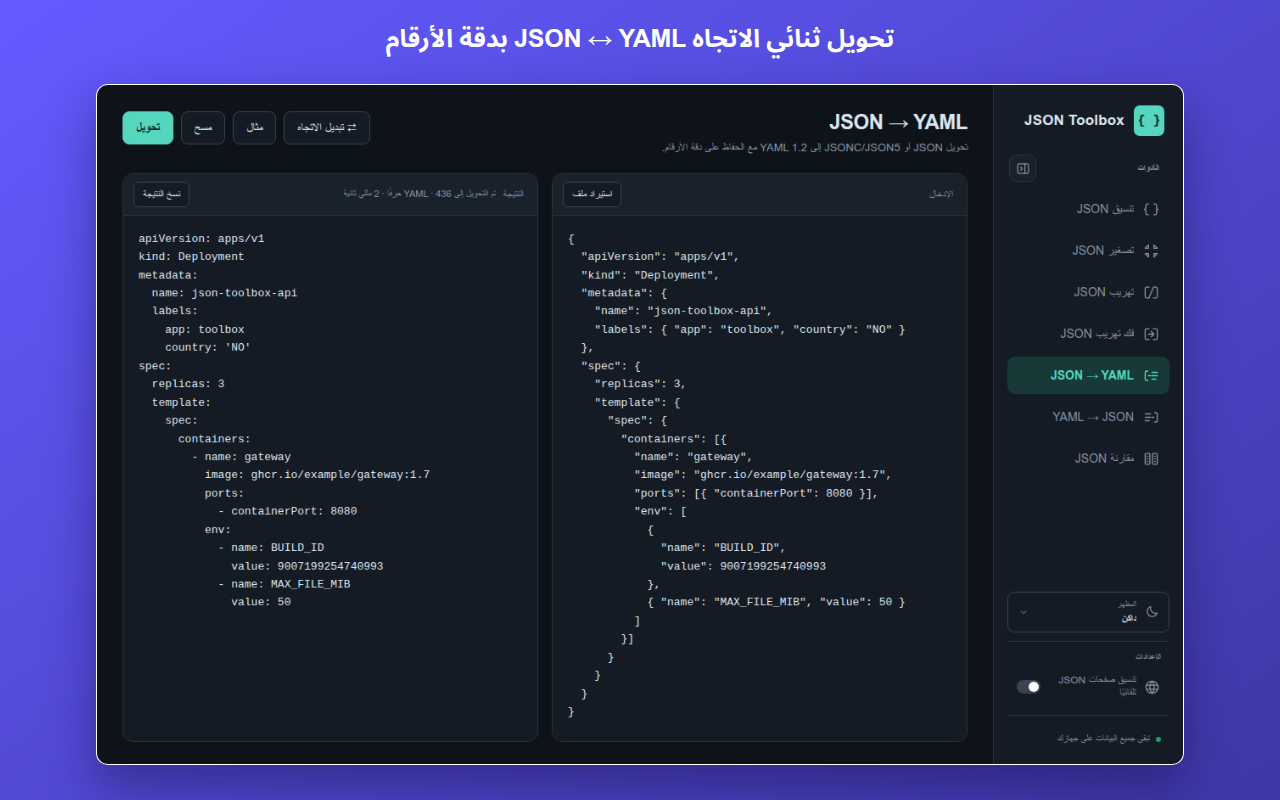 تحويل ثنائي الاتجاه JSON ↔ YAML بدقة الأرقام
{ } JSON Toolbox
الأدوات
{ } تنسيق JSON
تصغير JSON
تهريب JSON
فك تهريب JSON
JSON → YAML
YAML → JSON
مقارنة JSON
المظهر
داكن
الإعدادات
تنسيق صفحات JSON
تلقائيًا
تبقى جميع البيانات على جهازك
JSON → YAML
تحويل JSON أو JSONC/JSON5 إلى YAML 1.2 مع الحفاظ على دقة الأرقام.
⇄ تبديل الاتجاه
مثال
مسح
تحويل
الإدخال
استيراد ملف
{
  "apiVersion": "apps/v1",
  "kind": "Deployment",
  "metadata": {
    "name": "json-toolbox-api",
    "labels": { "app": "toolbox", "country": "NO" }
  },
  "spec": {
    "replicas": 3,
    "template": {
      "spec": {
        "containers": [{
          "name": "gateway",
          "image": "ghcr.io/example/gateway:1.7",
          "ports": [{ "containerPort": 8080 }],
          "env": [
            {
              "name": "BUILD_ID",
              "value": 9007199254740993
            },
            { "name": "MAX_FILE_MIB", "value": 50 }
          ]
        }]
      }
    }
  }
}
النتيجة تم التحويل إلى YAML · 436 حرفًا · 2 مللي ثانية
نسخ النتيجة
apiVersion: apps/v1
kind: Deployment
metadata:
  name: json-toolbox-api
  labels:
    app: toolbox
    country: 'NO'
spec:
  replicas: 3
  template:
    spec:
      containers:
        - name: gateway
          image: ghcr.io/example/gateway:1.7
          ports:
            - containerPort: 8080
          env:
            - name: BUILD_ID
              value: 9007199254740993
            - name: MAX_FILE_MIB
              value: 50